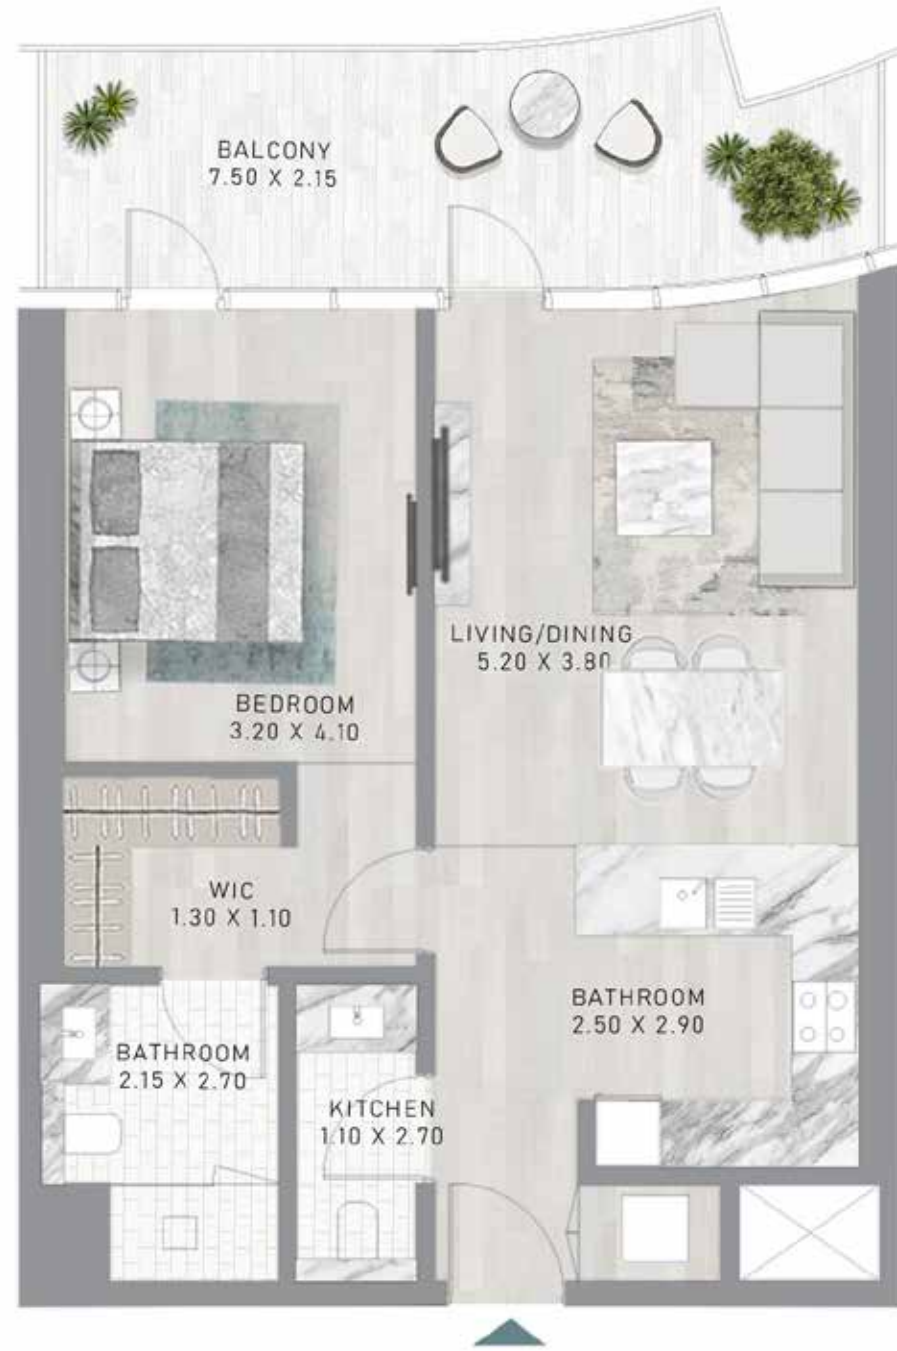 BALCONY
7.50 X 2.15
LIVING/DINING
5.20 X 3.80
BEDROOM
3.20 X 4.10
WIC
1.30 X 1.10
BATHROOM
2.50 X 2.90
BATHROOM
2.15 X 2.70
KITCHEN
1.10 X 2.70